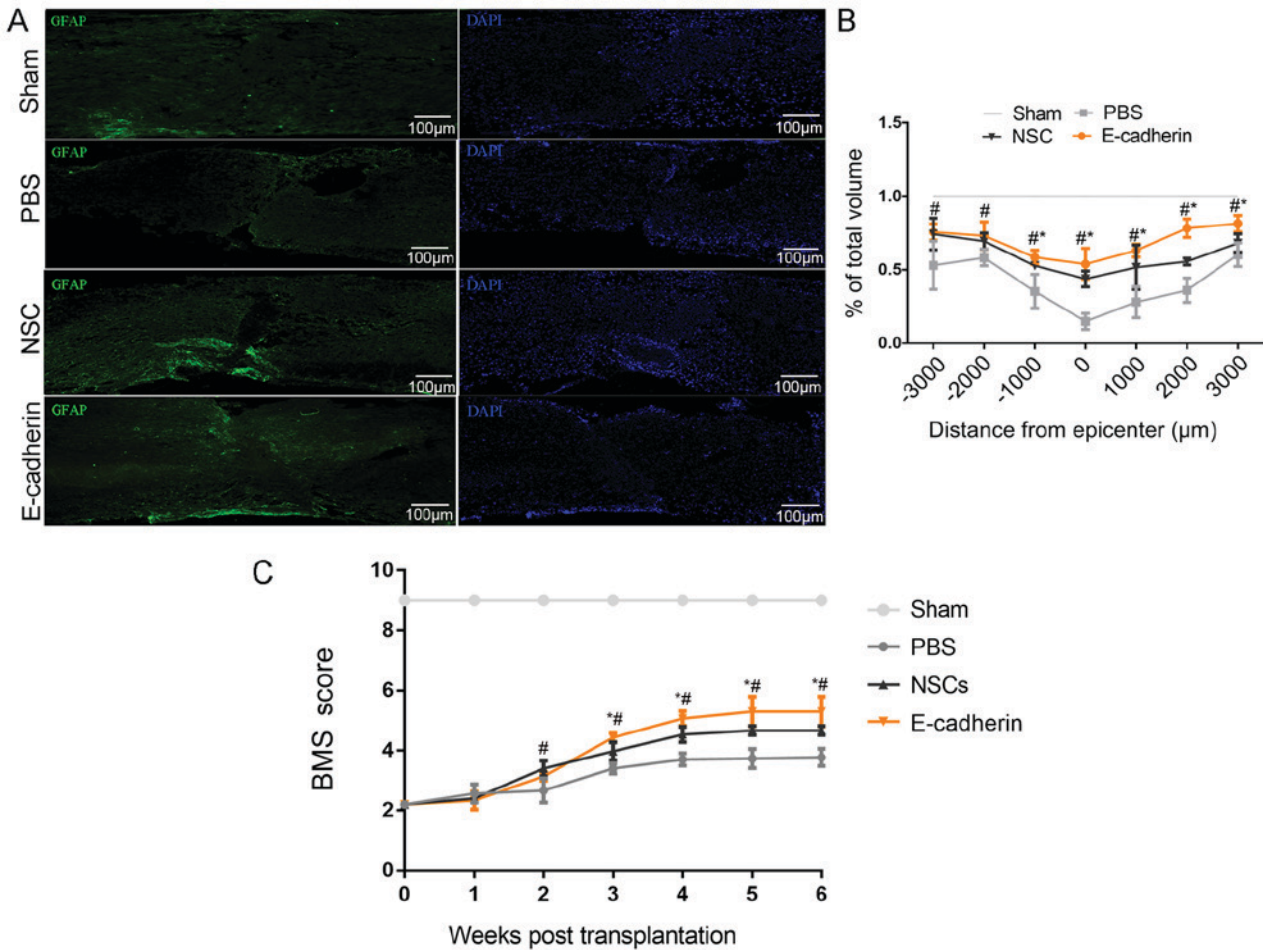 A
GFAP
DAPI
Sham
100µm
100µm
GFAP
DAPI
PBS
100µm
100µm
GFAP
DAPI
NSC
100µm
100µm
GFAP
DAPI
E-cadherin
100µm
100µm
B
Sham PBS
NSC E-cadherin
% of total volume
1.5
1.0
0.5
0.0
# # #* #* #* #* #*
-3000 -2000 -1000 0 1000 2000 3000
Distance from epicenter (µm)
C
BMS score
10
8
6
4
2
0
# *# *# *# *#
0 1 2 3 4 5 6
Weeks post transplantation
Sham
PBS
NSCs
E-cadherin